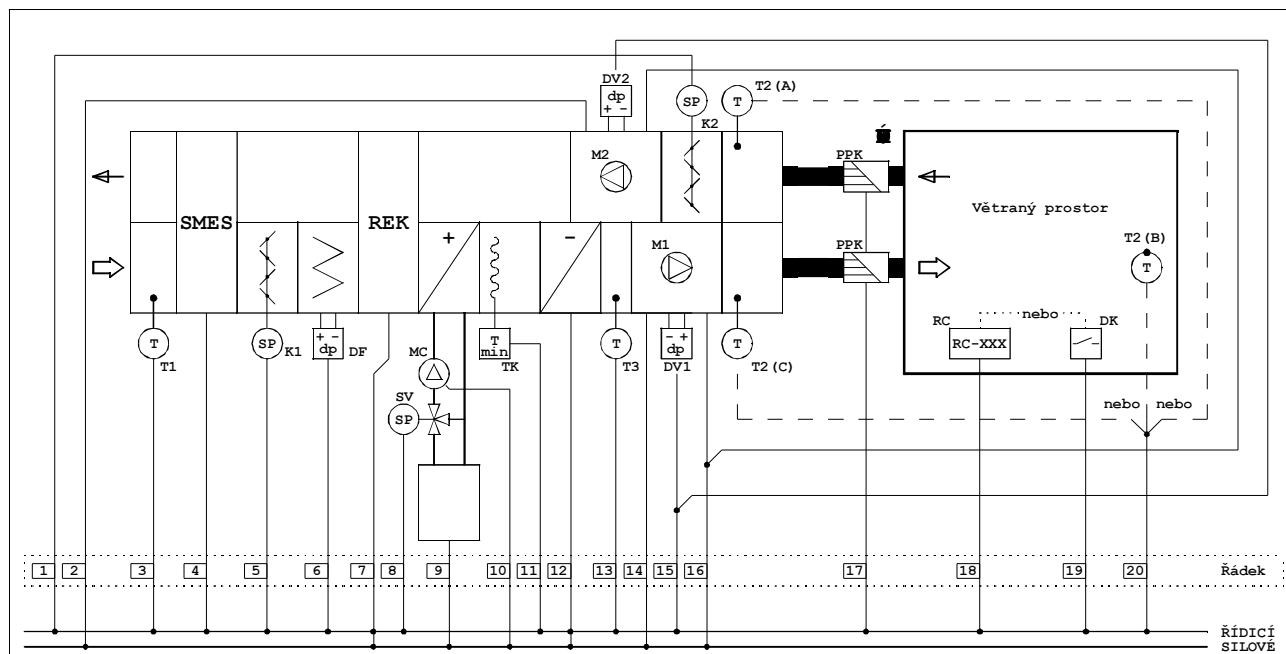 DV2
dp
+ -
SP
T2(A)
T
K2
M2
PPK
SMES
REK
Větraný prostor
+
-
M1
PPK
T2(B)
T
nebo
RC
DK
RC-XXX
T
T1
SP
K1
+ -
dp
DF
MC
T
min
TK
T
T3
- +
dp
DV1
T
T2(C)
SV
SP
nebo nebo
1 2 3 4 5 6 7 8 9 10 11 12 13 14 15 16 17 18 19 20 Řádek
ŘÍDICÍ
SILOVÉ